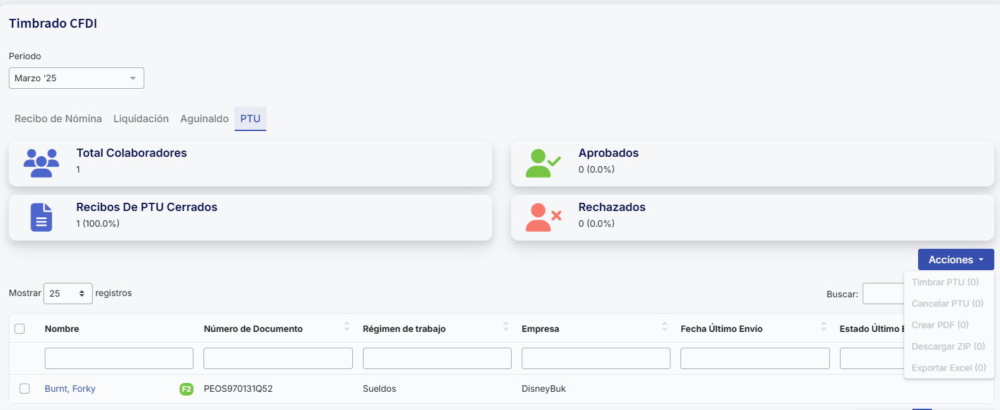 Timbrado CFDI
Periodo
Marzo '25
Recibo de Nómina Liquidación Aguinaldo PTU
Total Colaboradores
1
Aprobados
0 (0.0%)
Recibos De PTU Cerrados
1 (100.0%)
Rechazados
0 (0.0%)
Acciones
Timbrar PTU (0)
Cancelar PTU (0)
Crear PDF (0)
Descargar ZIP (0)
Exportar Excel (0)
Mostrar 25 registros
Buscar:
Nombre Número de Documento Régimen de trabajo Empresa Fecha Último Envío Estado Último
Burnt, Forky F2 PEOS970131Q52 Sueldos DisneyBuk